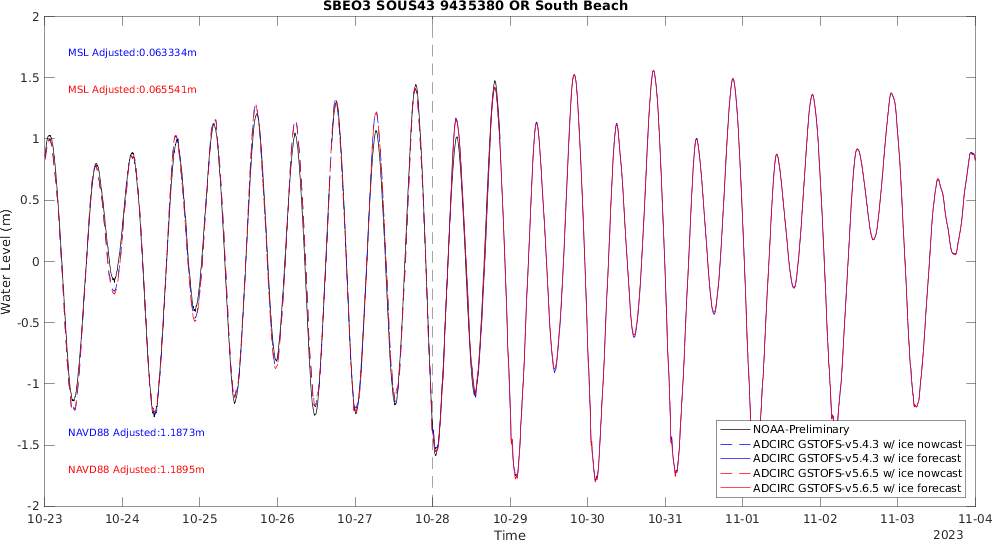 SBEO3 SOUS43 9435380 OR South Beach
MSL Adjusted:0.063334m
MSL Adjusted:0.065541m
NAVD88 Adjusted:1.1873m
NAVD88 Adjusted:1.1895m
Water Level (m)
2
1.5
1
0.5
0
-0.5
-1
-1.5
-2
NOAA-Preliminary
ADCIRC GSTOFS-v5.4.3 w/ ice nowcast
ADCIRC GSTOFS-v5.4.3 w/ ice forecast
ADCIRC GSTOFS-v5.6.5 w/ ice nowcast
ADCIRC GSTOFS-v5.6.5 w/ ice forecast
10-23 10-24 10-25 10-26 10-27 10-28 10-29 10-30 10-31 11-01 11-02 11-03 11-04
Time
2023